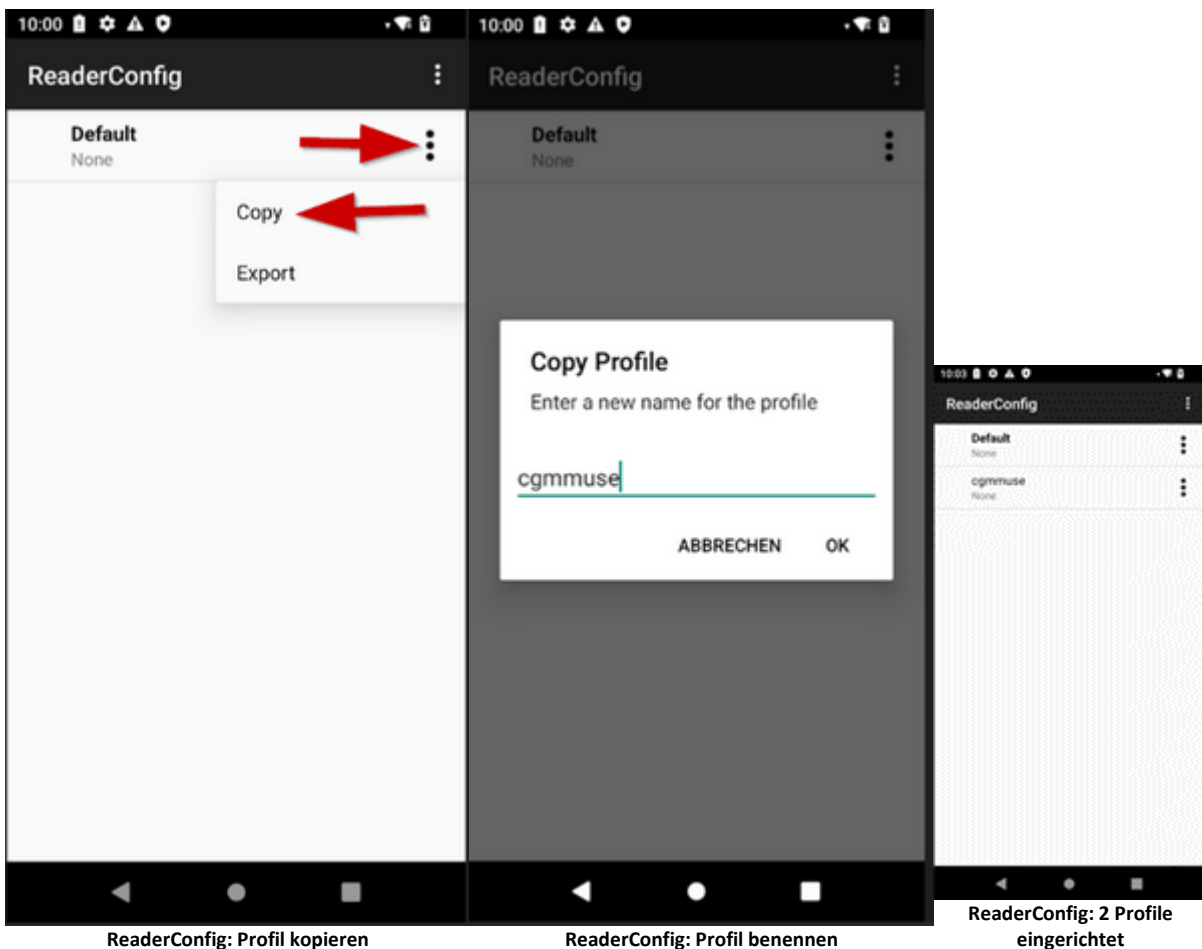 10:00
ReaderConfig
Default
None
Copy
Export
ReaderConfig: Profil kopieren
10:00
ReaderConfig
Default
None
Copy Profile
Enter a new name for the profile
cgmmuse
ABBRECHEN OK
ReaderConfig: Profil benennen
10:03
ReaderConfig
Default
None
cgmmuse
None
ReaderConfig: 2 Profile
eingerichtet